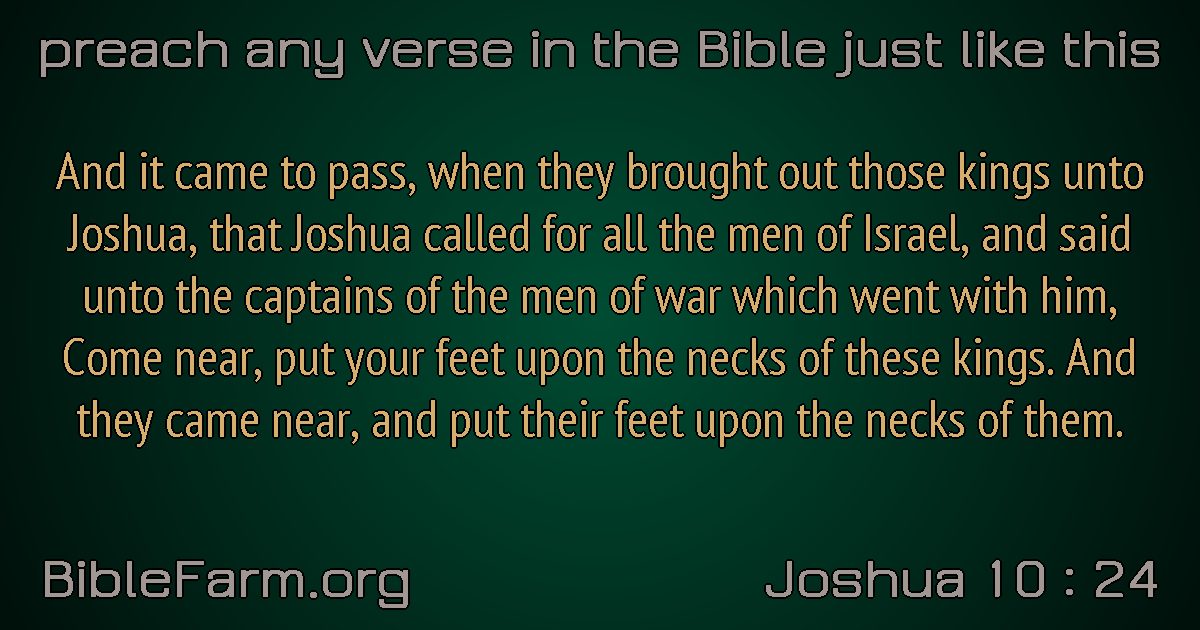 preach any verse in the Bible just like this
And it came to pass, when they brought out those kings unto
Joshua, that Joshua called for all the men of Israel, and said
unto the captains of the men of war which went with him,
Come near, put your feet upon the necks of these kings. And
they came near, and put their feet upon the necks of them.
BibleFarm.org
Joshua 10 : 24